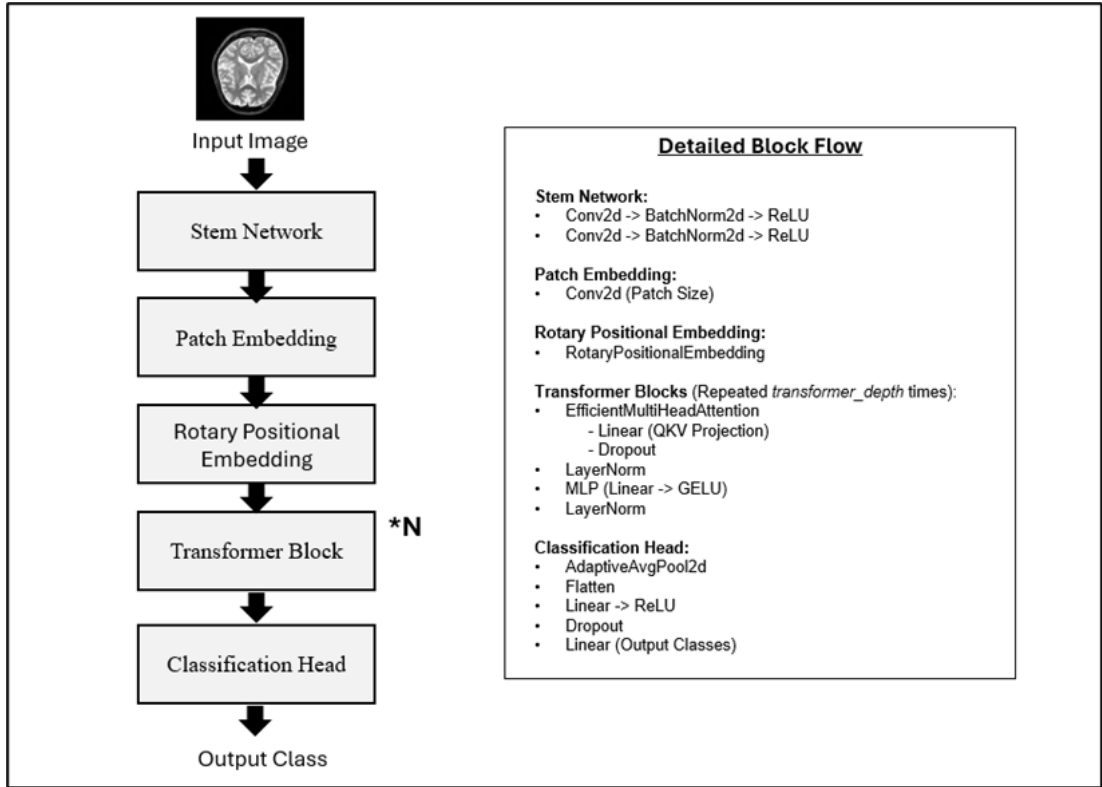 Input Image
Stem Network
Patch Embedding
Rotary Positional
Embedding
Transformer Block
*N
Classification Head
Output Class
Detailed Block Flow
Stem Network:
• Conv2d -> BatchNorm2d -> ReLU
• Conv2d -> BatchNorm2d -> ReLU
Patch Embedding:
• Conv2d (Patch Size)
Rotary Positional Embedding:
• RotaryPositionalEmbedding
Transformer Blocks (Repeated transformer_depth times):
• EfficientMultiHeadAttention
- Linear (QKV Projection)
- Dropout
• LayerNorm
• MLP (Linear -> GELU)
• LayerNorm
Classification Head:
• AdaptiveAvgPool2d
• Flatten
• Linear -> ReLU
• Dropout
• Linear (Output Classes)